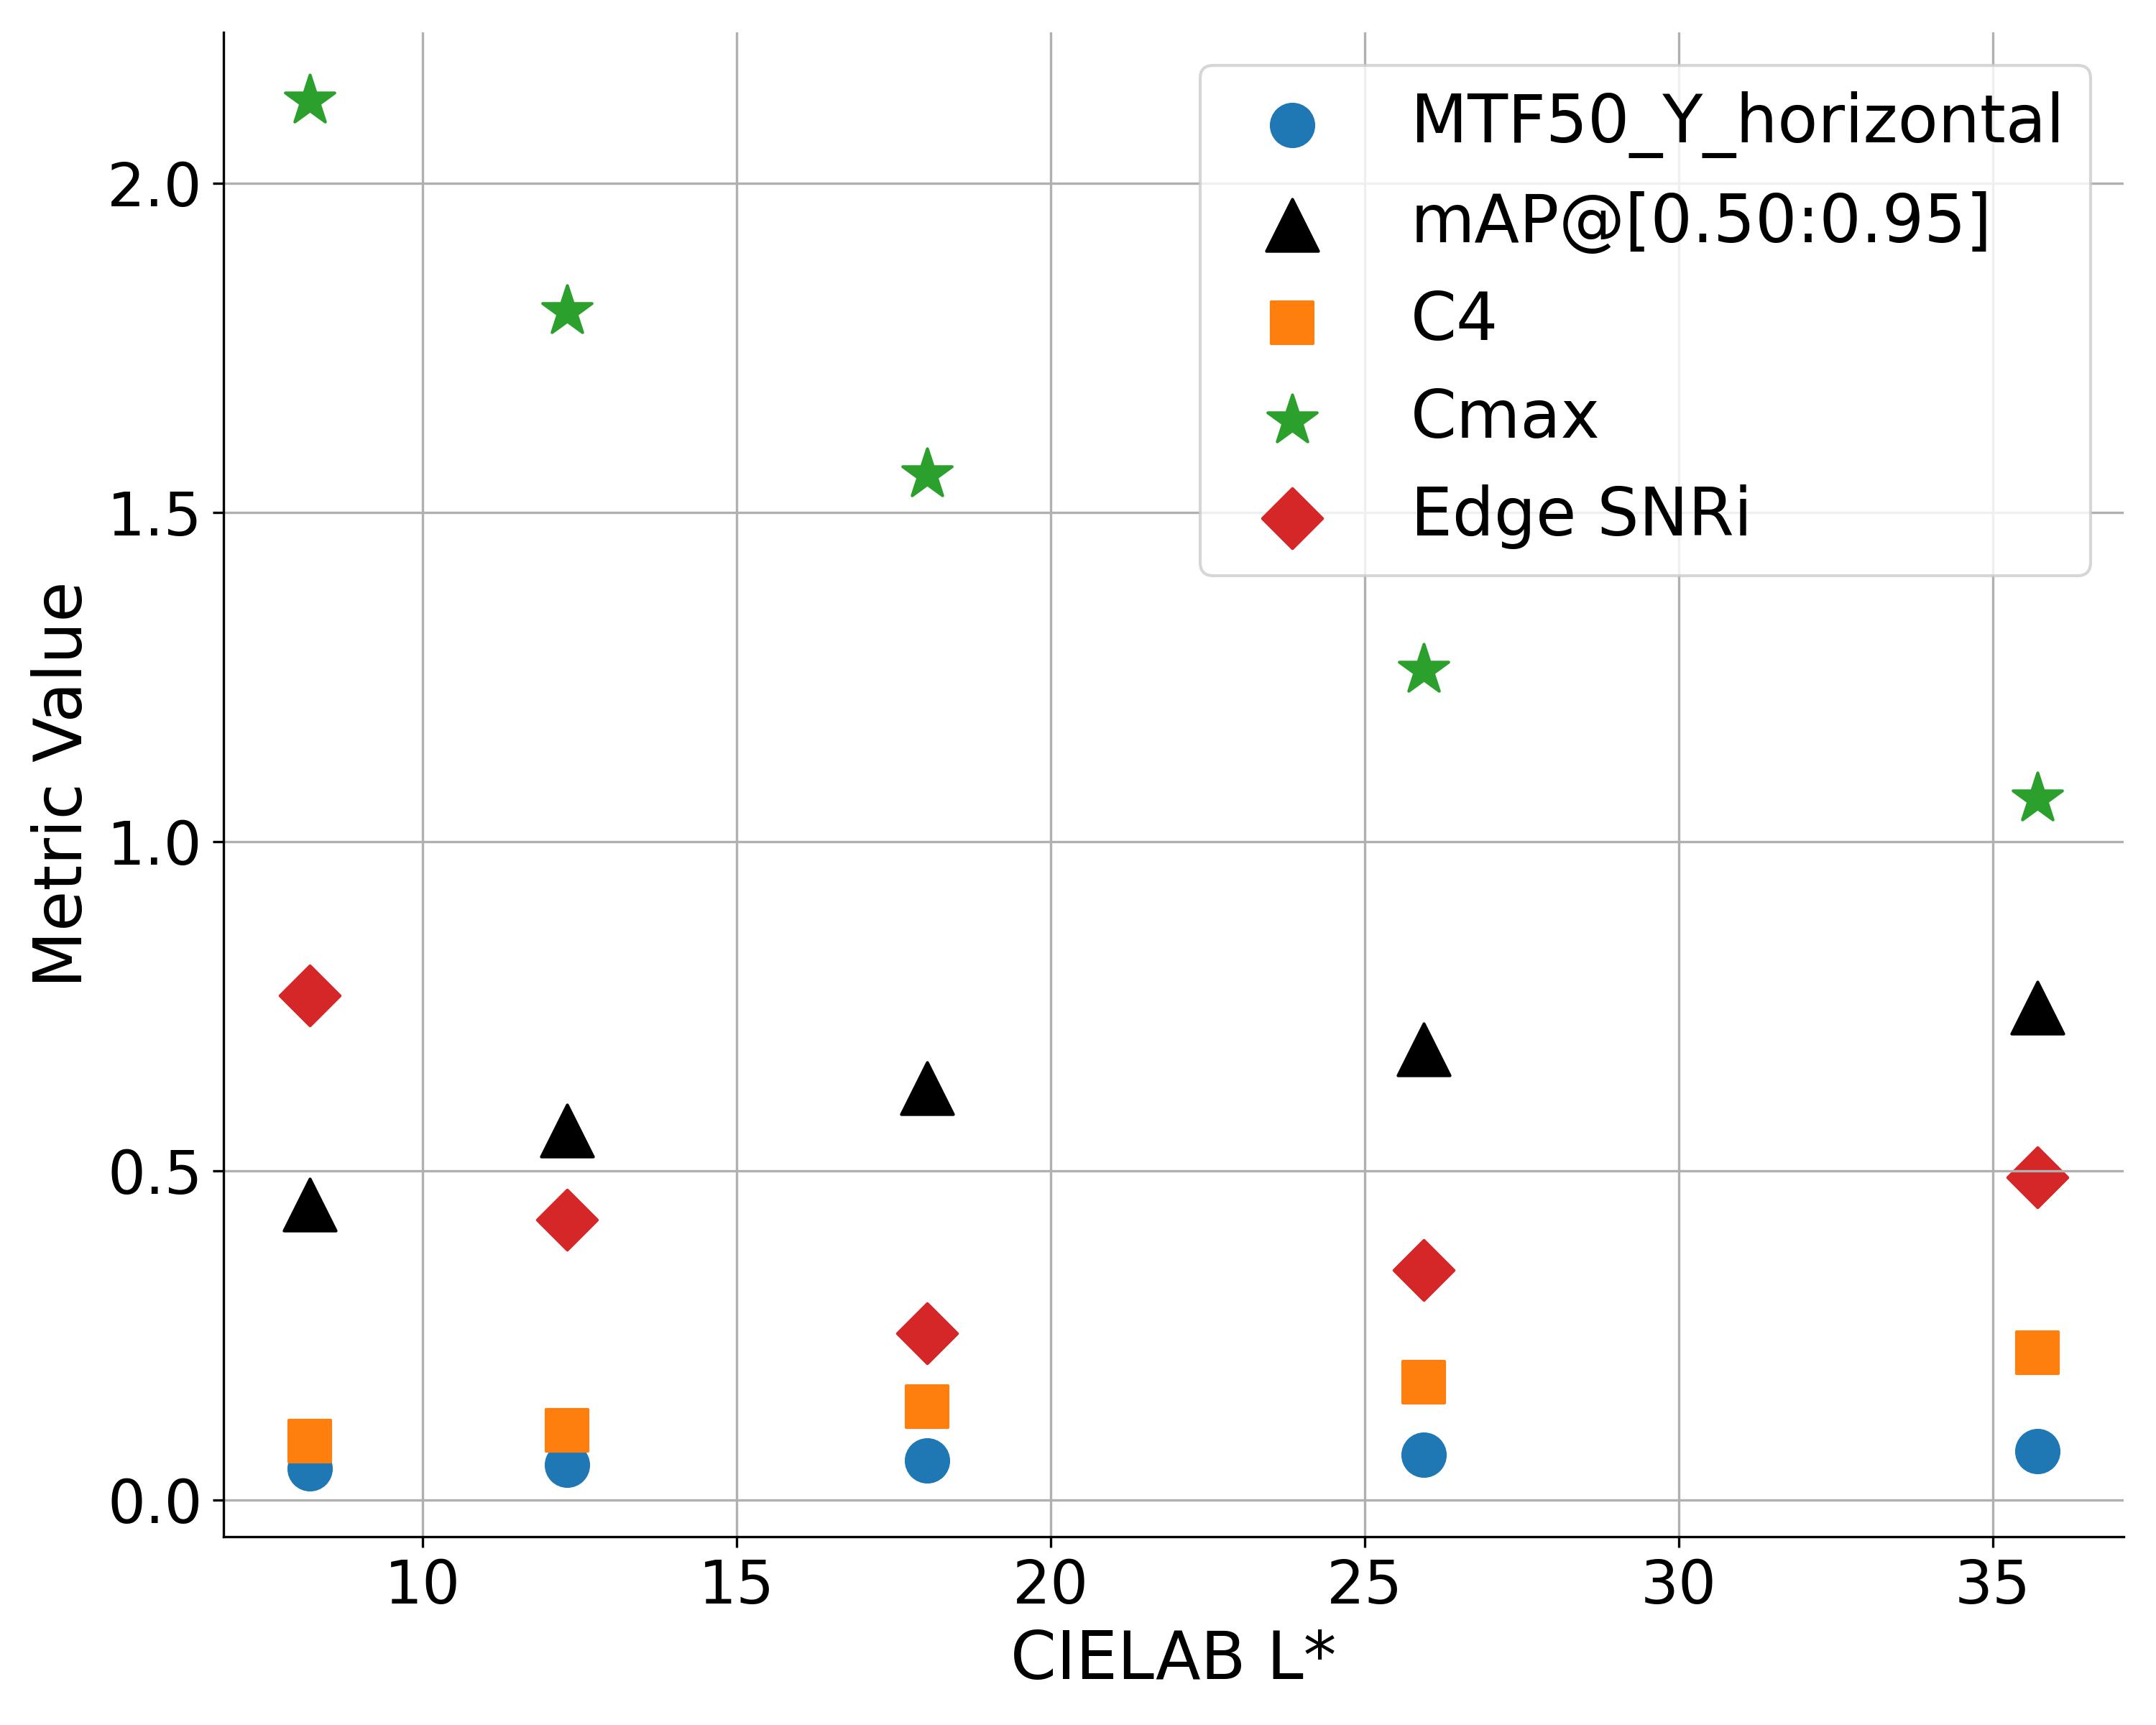 MTF50_Y_horizontal
mAP@[0.50:0.95]
C4
Cmax
Edge SNRi
Metric Value
2.0
1.5
1.0
0.5
0.0
10 15 20 25 30 35
CIELAB L*